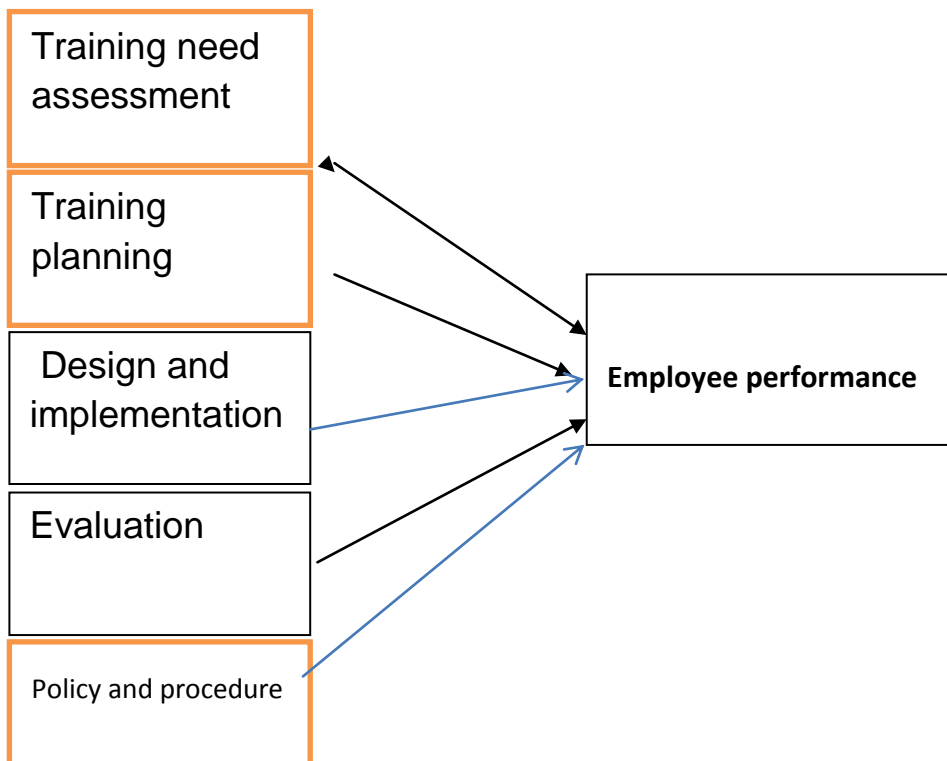 Training need
assessment
Training
planning
Design and
implementation
Employee performance
Evaluation
Policy and procedure